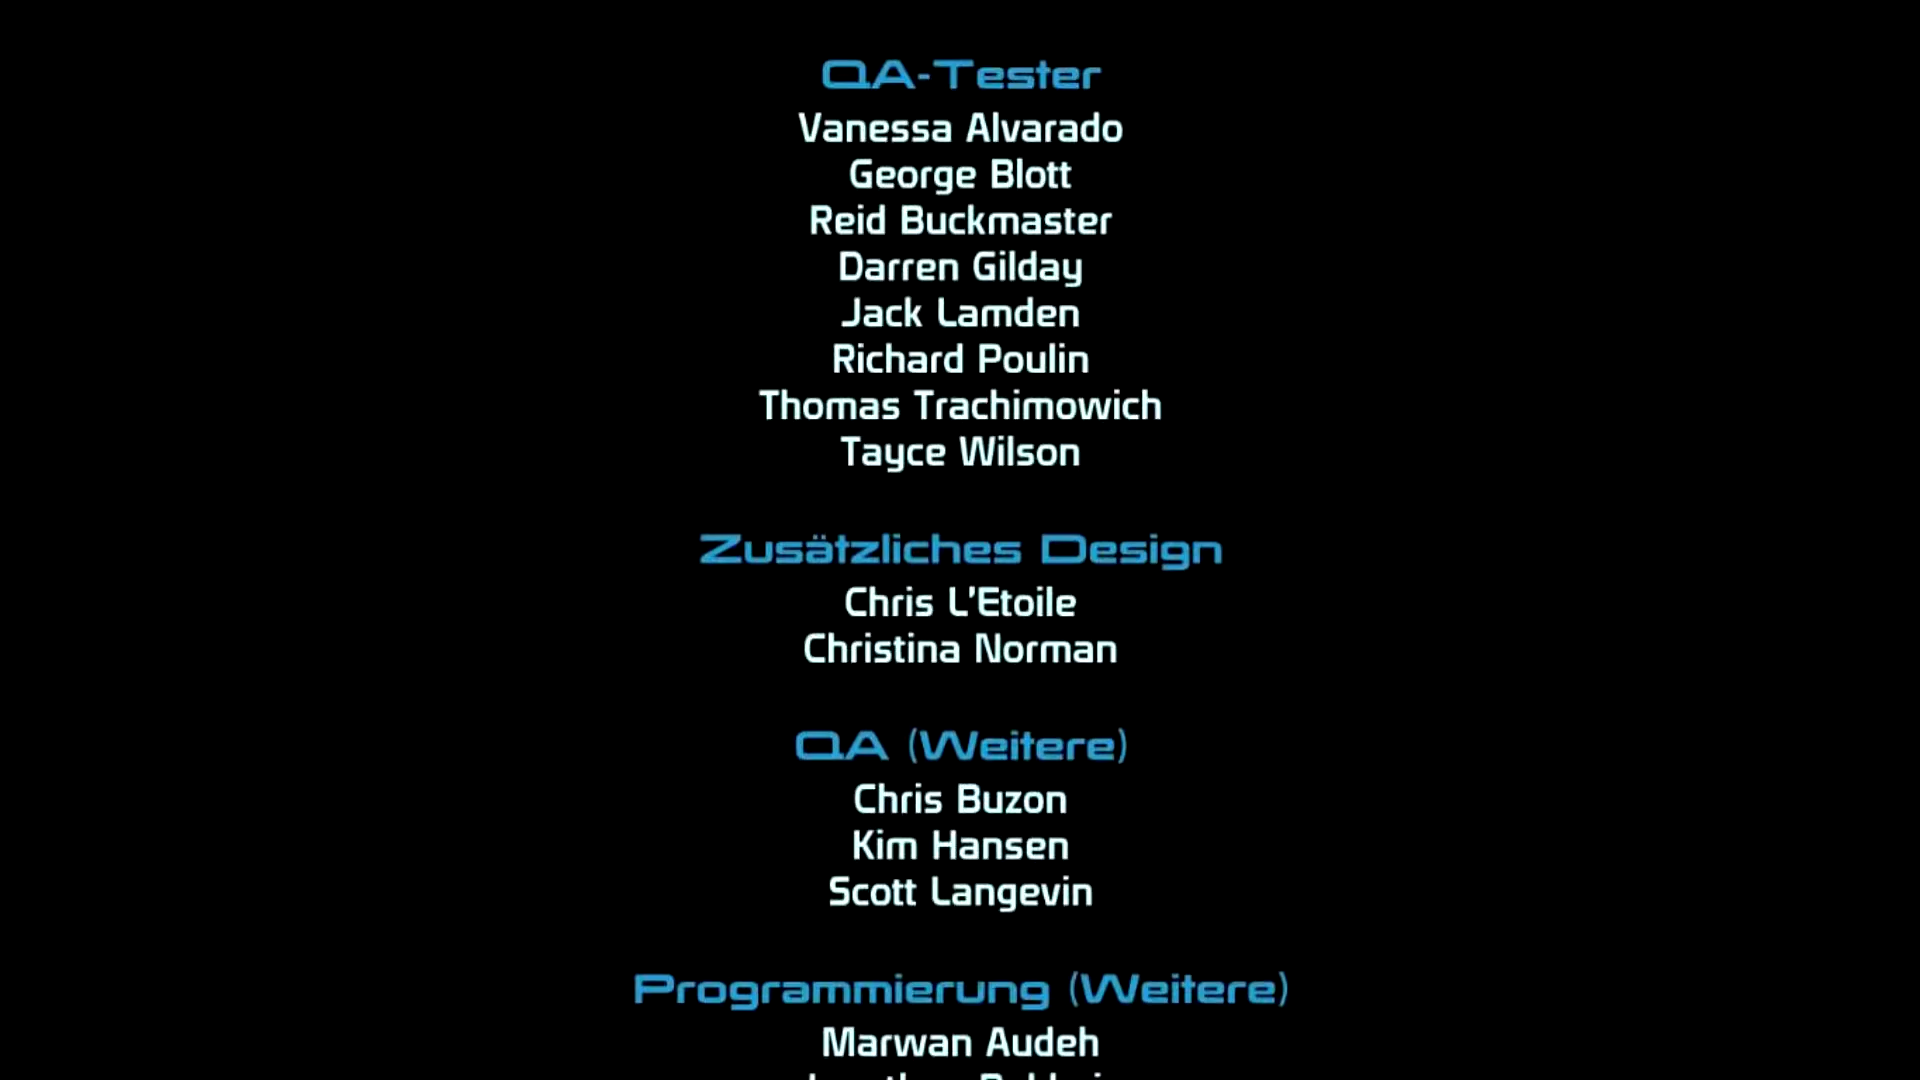 QA-Tester
Vanessa Alvarado
George Blott
Reid Buckmaster
Darren Gilday
Jack Lamden
Richard Poulin
Thomas Trachimowich
Tayce Wilson
Zusätzliches Design
Chris L'Etoile
Christina Norman
QA (Weitere)
Chris Buzon
Kim Hansen
Scott Langevin
Programmierung (Weitere)
Marwan Audeh